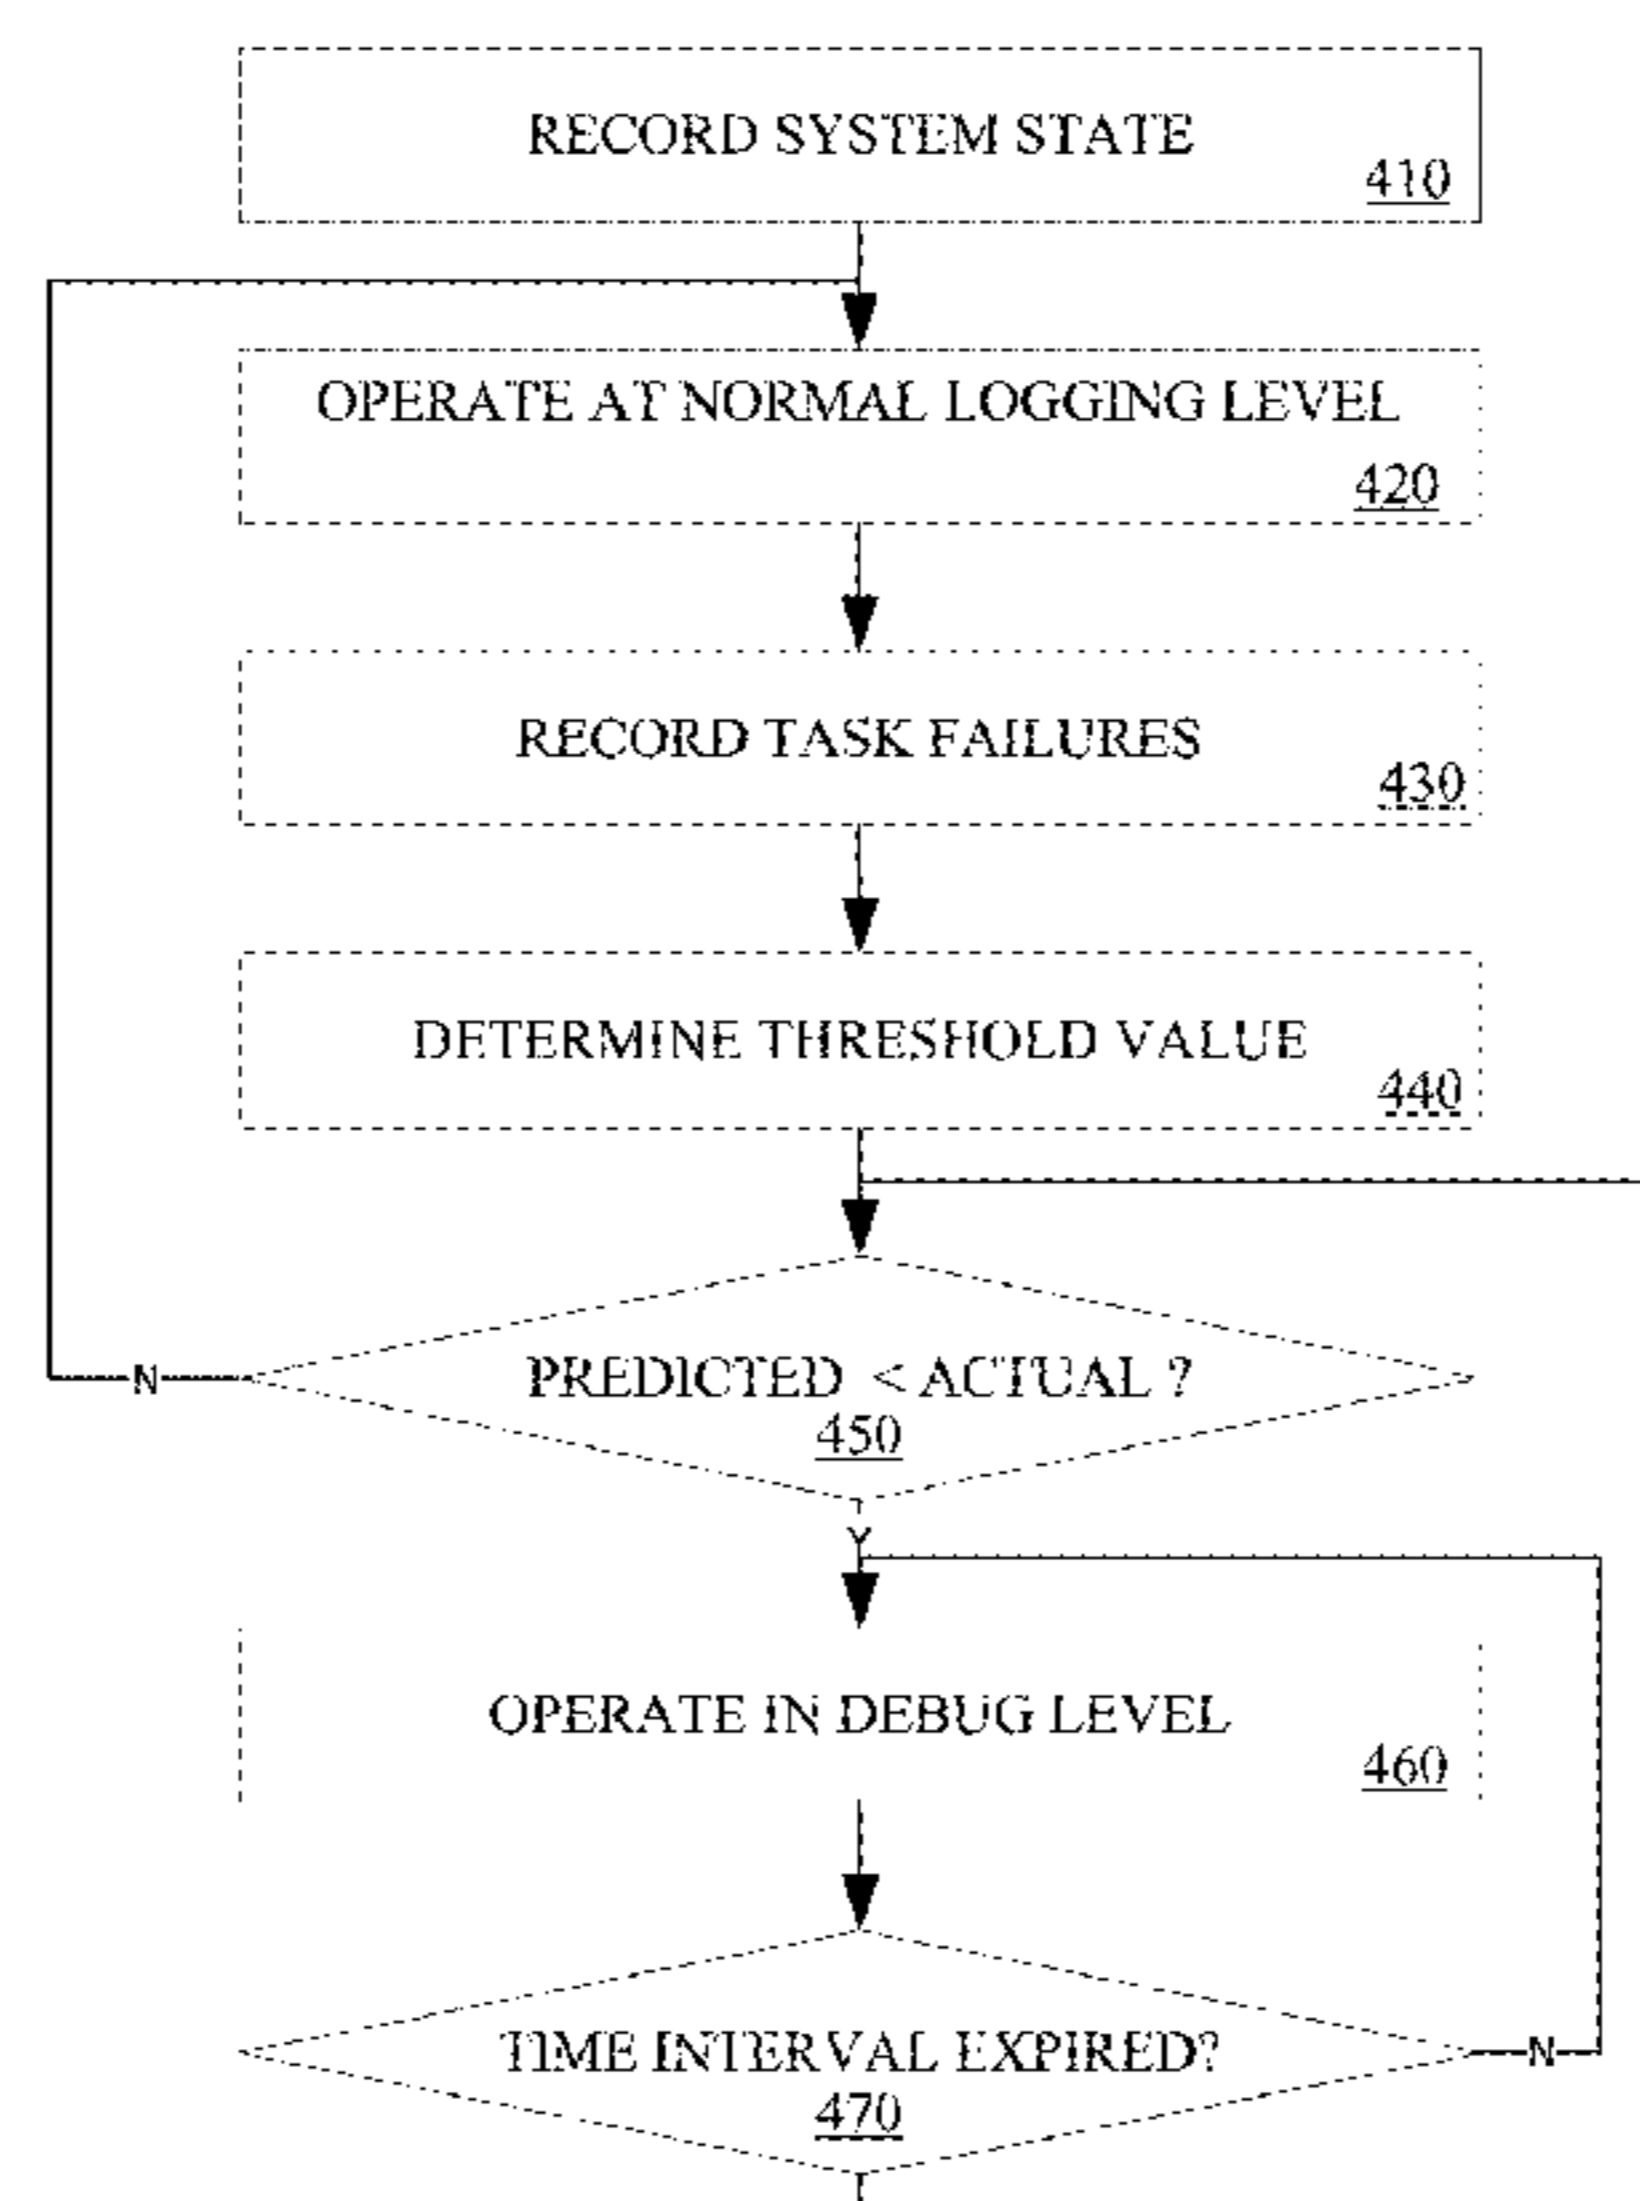 RECORD SYSTEM STATE
410
OPERATE AT NORMAL LOGGING LEVEL
420
RECORD TASK FAILURES
430
DETERMINE THRESHOLD VALUE
440
PREDICTED < ACTUAL ?
450
N
Y
OPERATE IN DEBUG LEVEL
460
TIME INTERVAL EXPIRED?
470
N